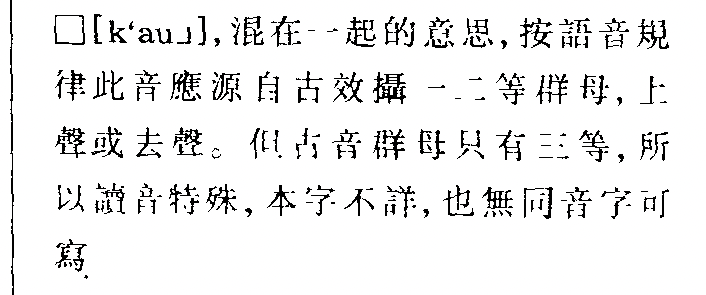 □[k‘au˩],混在一起的意思,按語音規
律此音應源自古效攝一二等群母,上
聲或去聲。但古音群母只有三等,所
以讀音特殊,本字不詳,也無同音字可
寫.